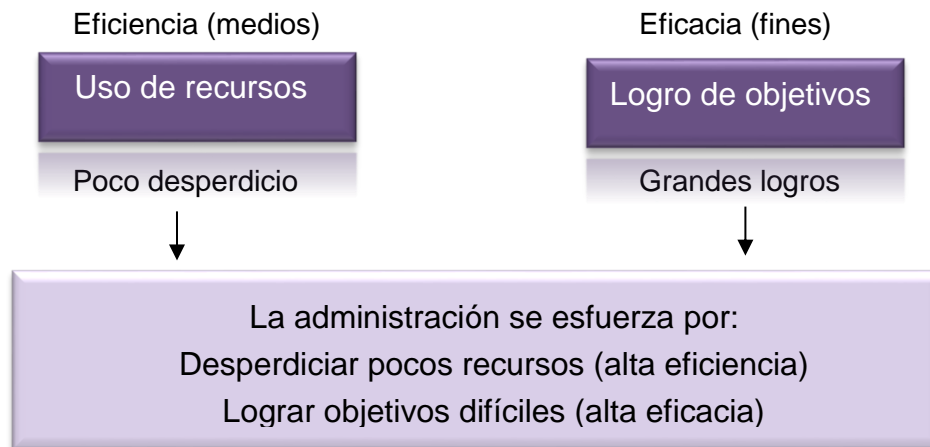 Eficiencia (medios)
Eficacia (fines)
Uso de recursos
Logro de objetivos
Poco desperdicio
Grandes logros
La administración se esfuerza por:
Desperdiciar pocos recursos (alta eficiencia)
Lograr objetivos difíciles (alta eficacia)